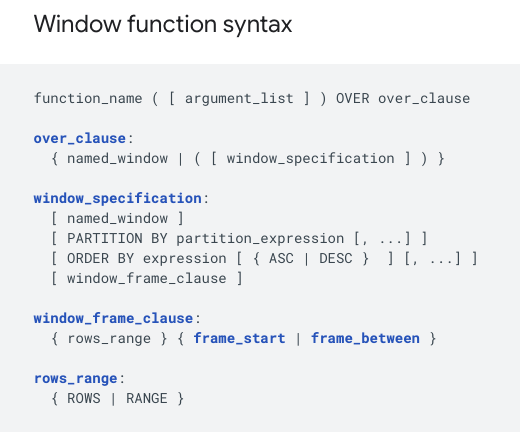 Window function syntax
function_name ( [ argument_list ] ) OVER over_clause
over_clause:
{ named_window | ( [ window_specification ] ) }
window_specification:
[ named_window ]
[ PARTITION BY partition_expression [, ...] ]
[ ORDER BY expression [ { ASC | DESC }  ] [, ...] ]
[ window_frame_clause ]
window_frame_clause:
{ rows_range } { frame_start | frame_between }
rows_range:
{ ROWS | RANGE }